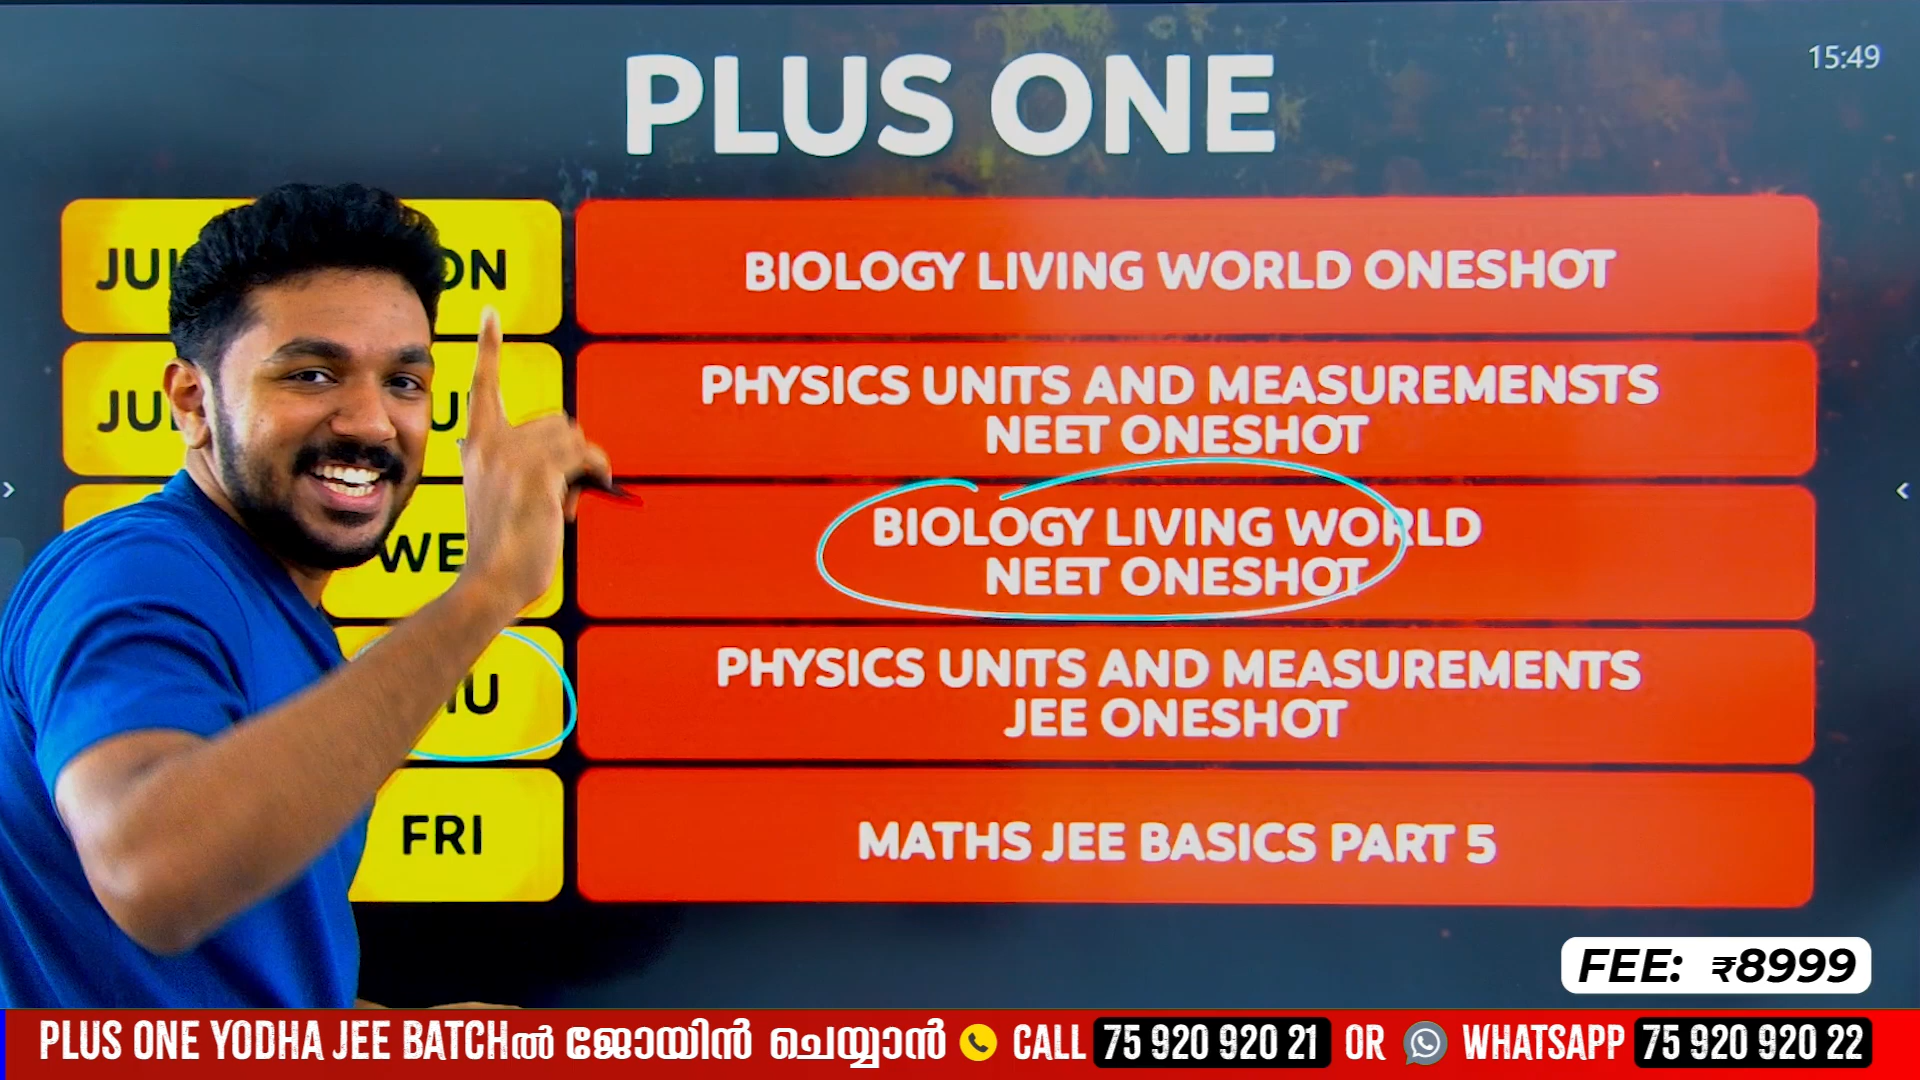 PLUS ONE
15:49
BIOLOGY LIVING WORLD ONESHOT
PHYSICS UNITS AND MEASUREMENSTS
NEET ONESHOT
BIOLOGY LIVING WORLD
NEET ONESHOT
PHYSICS UNITS AND MEASUREMENTS
JEE ONESHOT
FRI
MATHS JEE BASICS PART 5
FEE: ₹8999
PLUS ONE YODHA JEE BATCHൽ ജോയിൻ ചെയ്യാൻ CALL 75 920 920 21 OR WHATSAPP 75 920 920 22